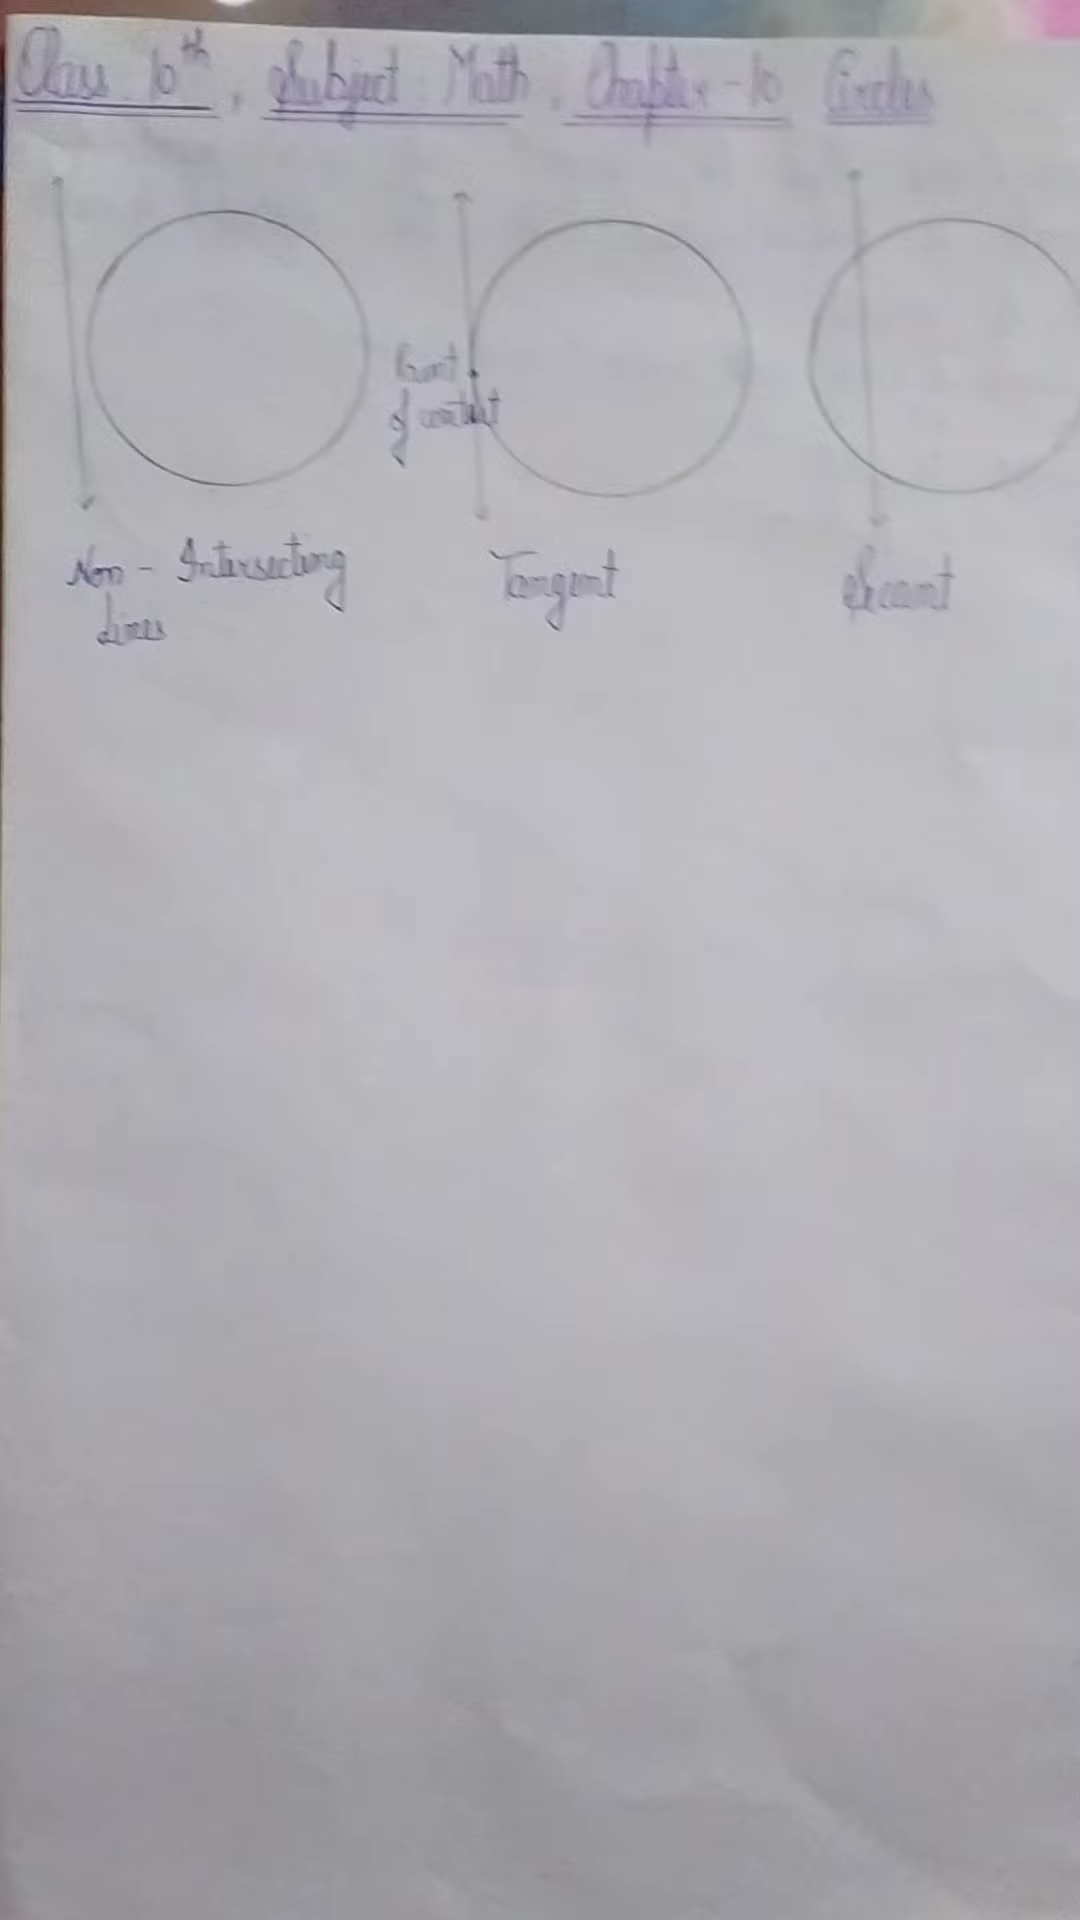 Class 10th, Subject Math, Chapter-10 Circles
Point
of contact
Non-Intersecting
Lines
Tangent
Secant